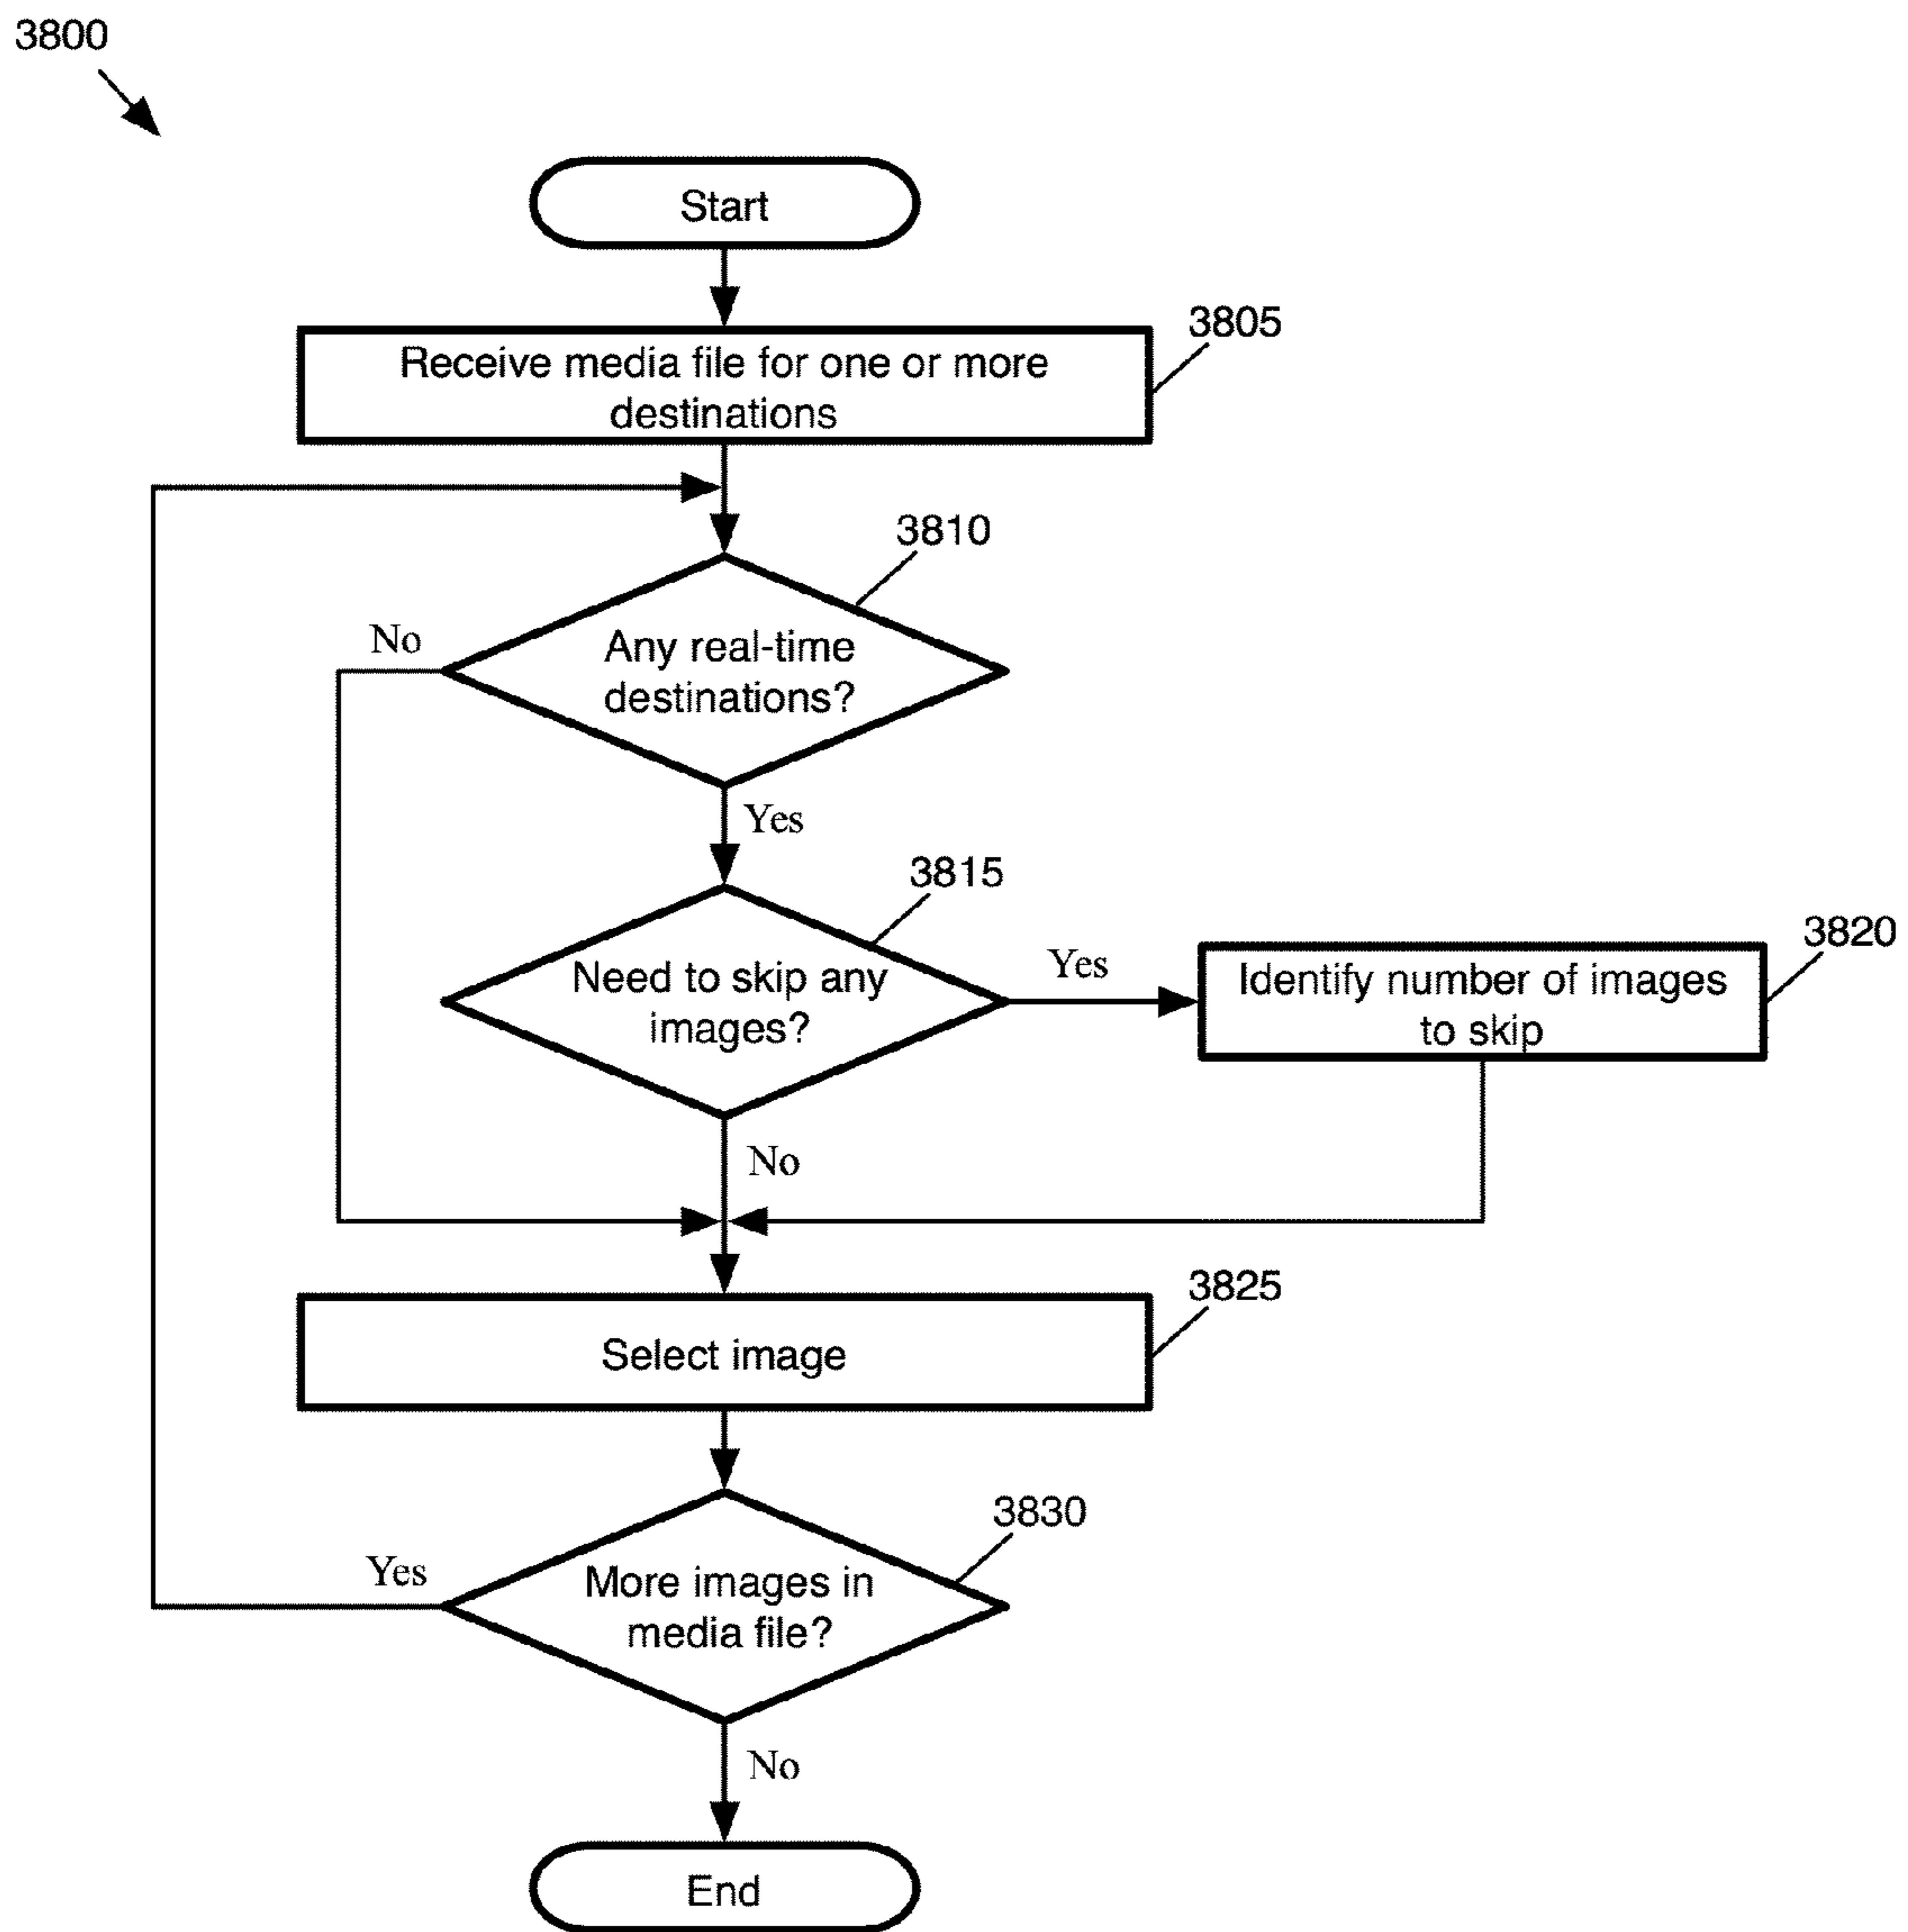 3800
Start
3805
Receive media file for one or more
destinations
3810
Any real-time
destinations?
No
Yes
3815
Need to skip any
images?
Yes
3820
Identify number of images
to skip
No
3825
Select image
3830
More images in
media file?
Yes
No
End